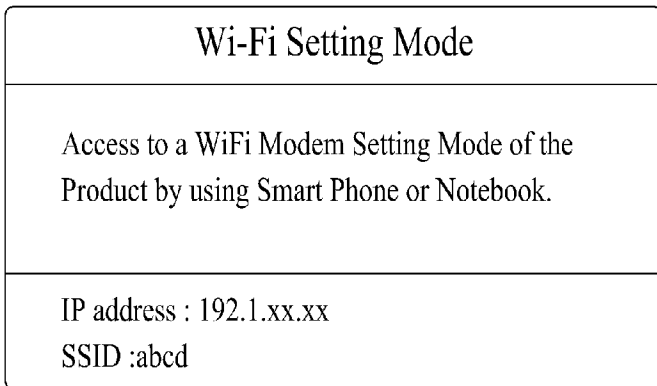 Wi-Fi Setting Mode
Access to a WiFi Modem Setting Mode of the
Product by using Smart Phone or Notebook.
IP address : 192.1.xx.xx
SSID :abcd